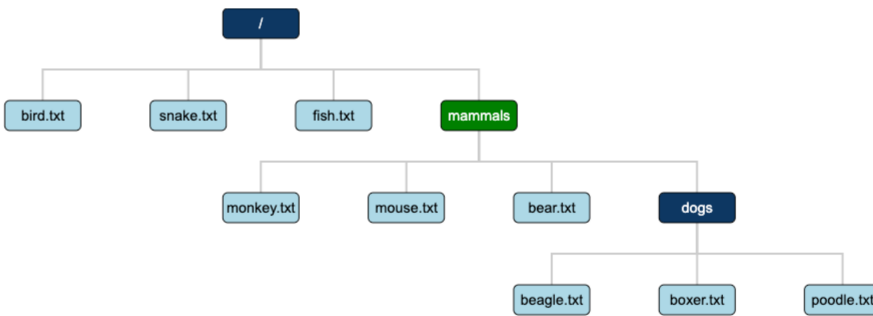 /
bird.txt
snake.txt
fish.txt
mammals
monkey.txt
mouse.txt
bear.txt
dogs
beagle.txt
boxer.txt
poodle.txt